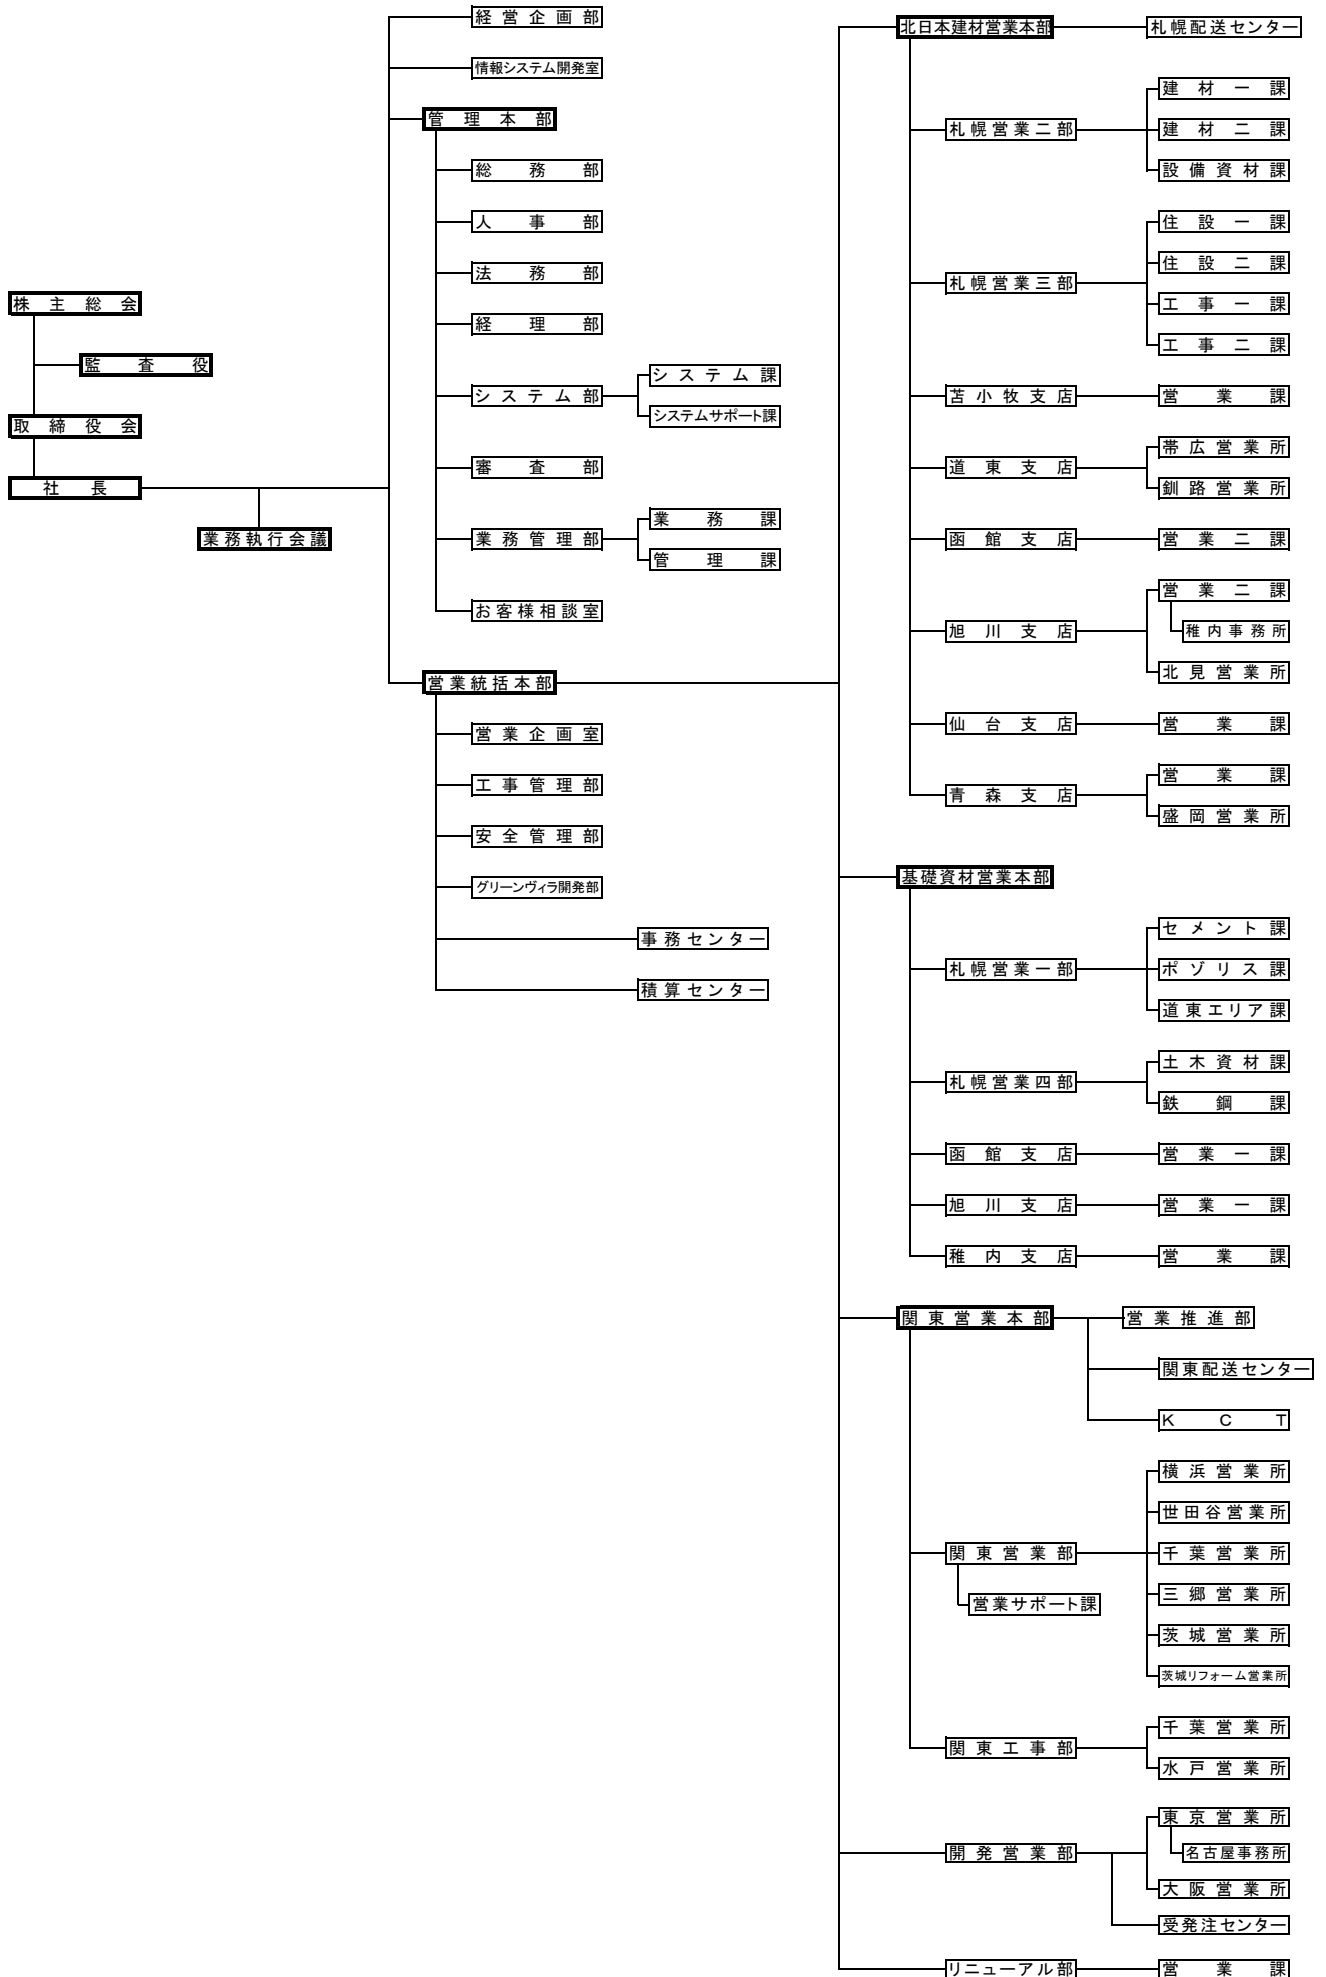 株主総会
監査役
取締役会
社長
業務執行会議
経営企画部
情報システム開発室
管理本部
総務部
人事部
法務部
経理部
システム部
システム課
システムサポート課
審査部
業務管理部
業務課
管理課
お客様相談室
営業統括本部
営業企画室
工事管理部
安全管理部
グリーンヴィラ開発部
事務センター
積算センター
北日本建材営業本部
札幌配送センター
札幌営業二部
建材一課
建材二課
設備資材課
札幌営業三部
住設一課
住設二課
工事一課
工事二課
苫小牧支店
営業課
道東支店
帯広営業所
釧路営業所
函館支店
営業二課
旭川支店
営業二課
稚内事務所
北見営業所
仙台支店
営業課
青森支店
営業課
盛岡営業所
基礎資材営業本部
札幌営業一部
セメント課
ポゾリス課
道東エリア課
札幌営業四部
土木資材課
鉄鋼課
函館支店
営業一課
旭川支店
営業一課
稚内支店
営業課
関東営業本部
営業推進部
関東配送センター
KCT
関東営業部
営業サポート課
横浜営業所
世田谷営業所
千葉営業所
三郷営業所
茨城営業所
茨城リフォーム営業所
関東工事部
千葉営業所
水戸営業所
開発営業部
東京営業所
名古屋事務所
大阪営業所
受発注センター
リニューアル部
営業課